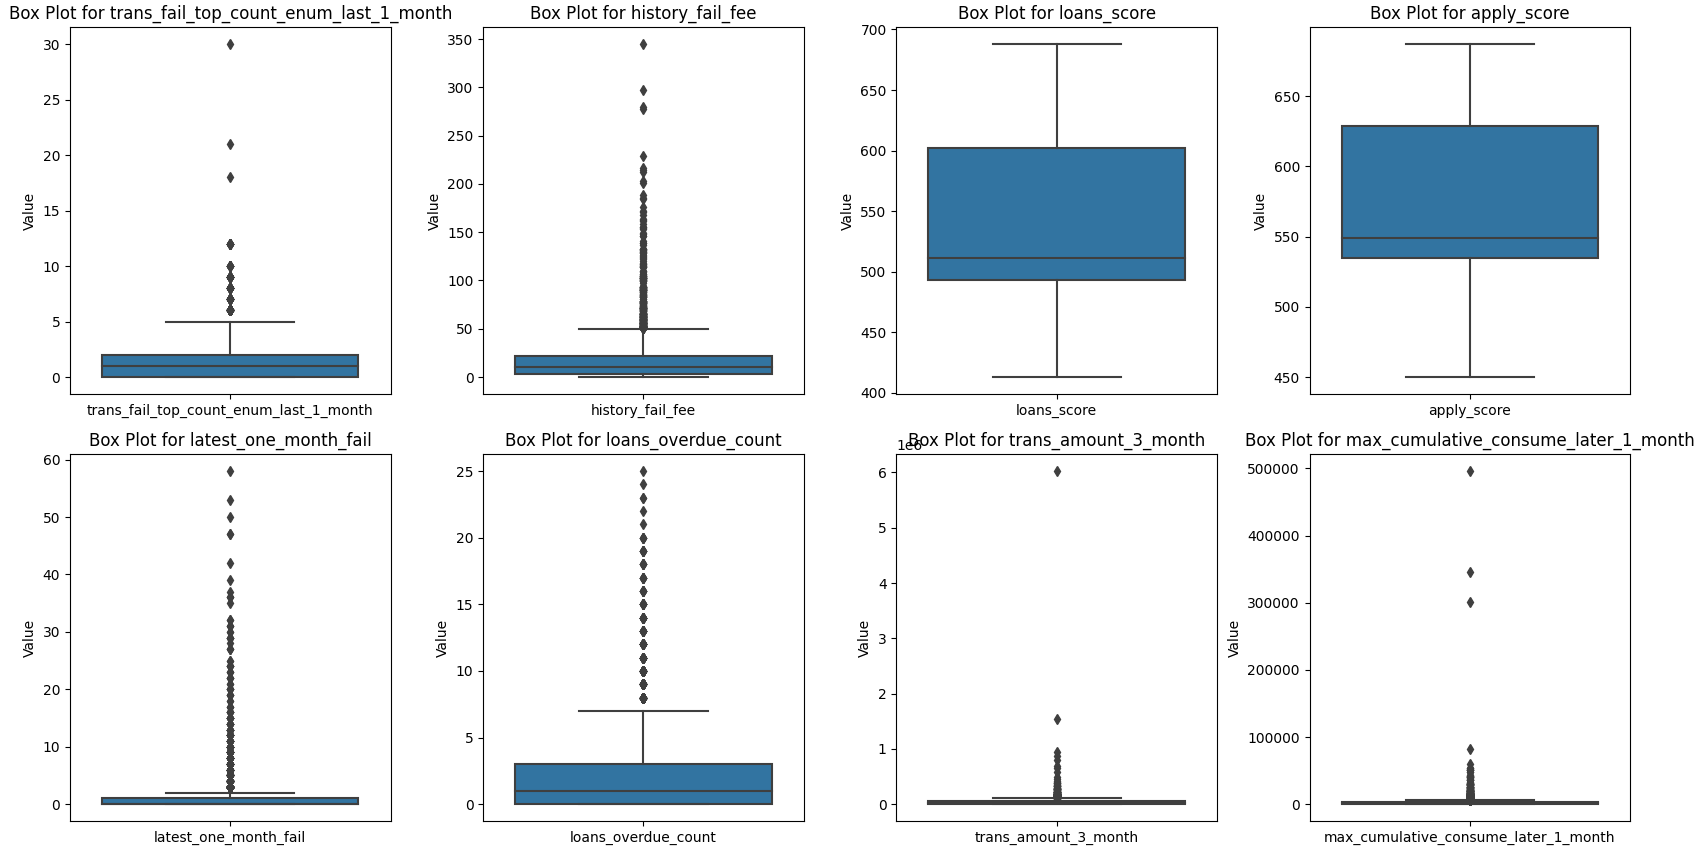 Box Plot for trans_fail_top_count_enum_last_1_month
30
25
20
15
10
5
0
Value
trans_fail_top_count_enum_last_1_month
Box Plot for history_fail_fee
350
300
250
200
150
100
50
0
Value
history_fail_fee
Box Plot for loans_score
700
650
600
550
500
450
400
Value
loans_score
Box Plot for apply_score
650
600
550
500
450
Value
apply_score
Box Plot for latest_one_month_fail
60
50
40
30
20
10
0
Value
latest_one_month_fail
Box Plot for loans_overdue_count
25
20
15
10
5
0
Value
loans_overdue_count
Box Plot for trans_amount_3_month
1e6
6
5
4
3
2
1
0
Value
trans_amount_3_month
Box Plot for max_cumulative_consume_later_1_month
500000
400000
300000
200000
100000
0
Value
max_cumulative_consume_later_1_month